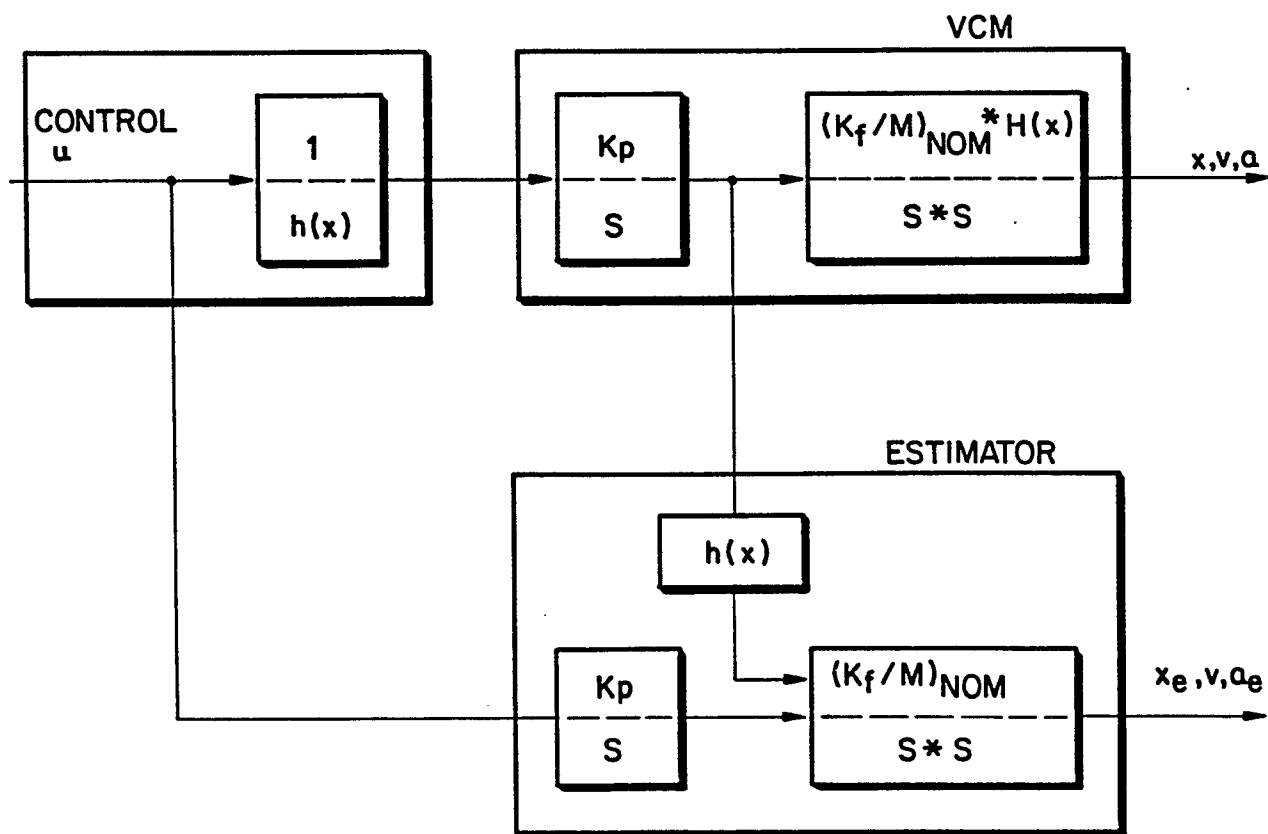 VCM
CONTROL
u
1
h(x)
Kp
S
(Kf/M)NOM*H(x)
S*S
x,v,a
ESTIMATOR
h(x)
Kp
S
(Kf/M)NOM
S*S
xe,v,ae